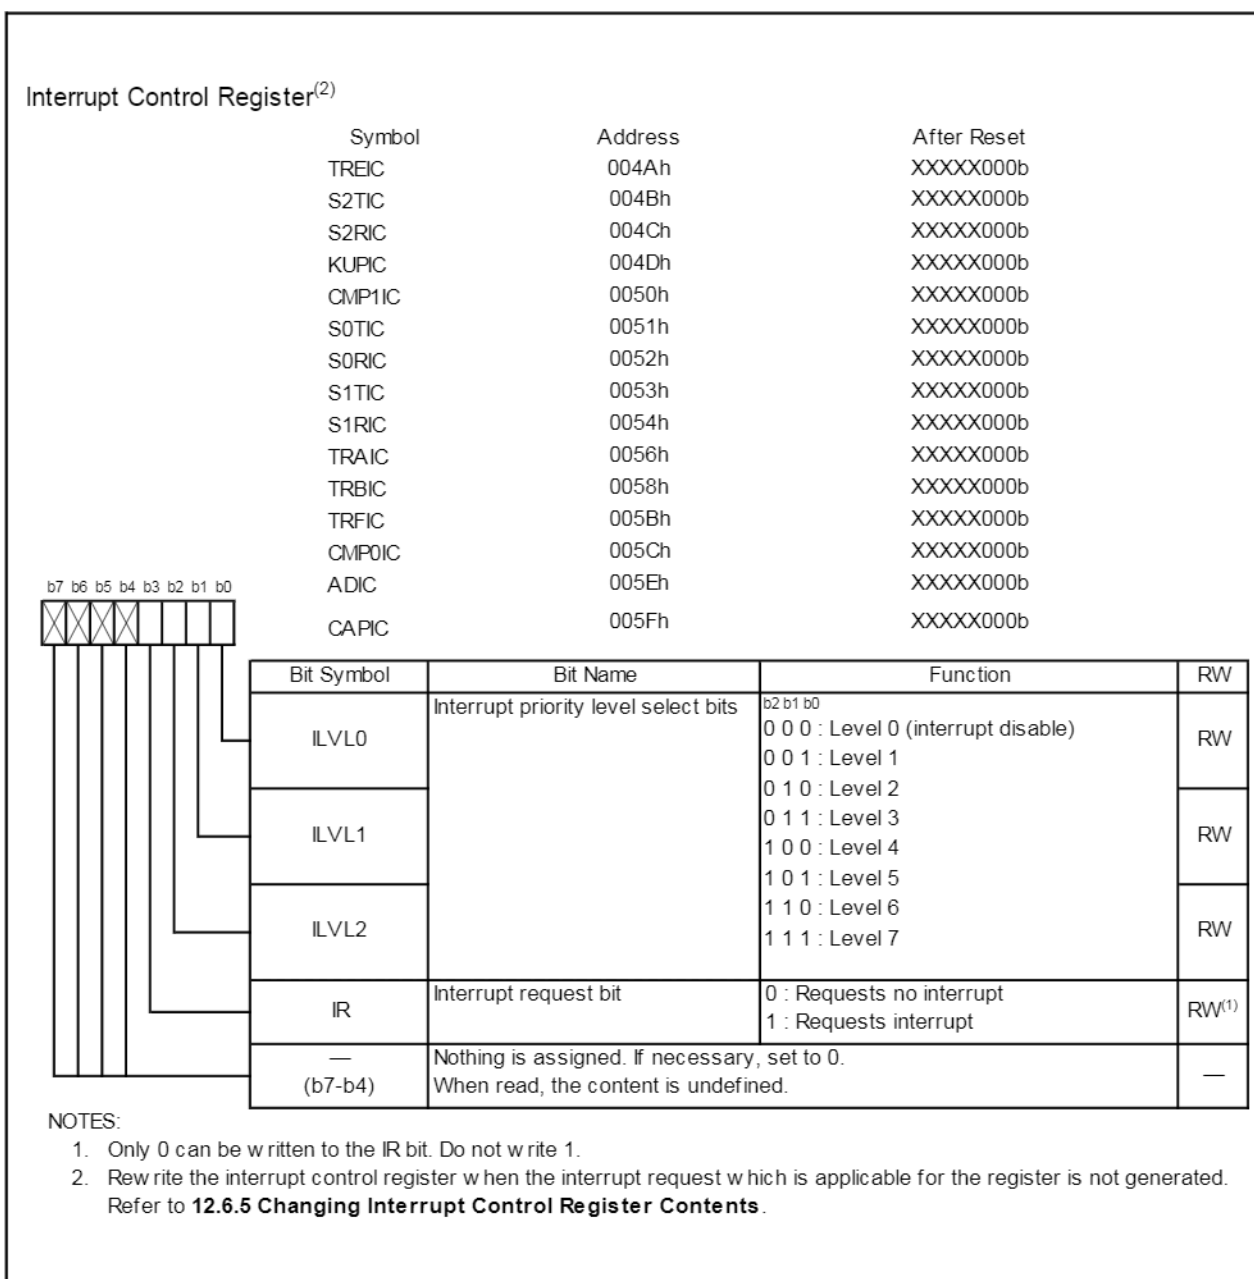 Interrupt Control Register(2)
Symbol Address After Reset
TREIC 004Ah XXXXX000b
S2TIC 004Bh XXXXX000b
S2RIC 004Ch XXXXX000b
KUPIC 004Dh XXXXX000b
CMP1IC 0050h XXXXX000b
S0TIC 0051h XXXXX000b
S0RIC 0052h XXXXX000b
S1TIC 0053h XXXXX000b
S1RIC 0054h XXXXX000b
TRAIC 0056h XXXXX000b
TRBIC 0058h XXXXX000b
TRFIC 005Bh XXXXX000b
CMP0IC 005Ch XXXXX000b
b7 b6 b5 b4 b3 b2 b1 b0 ADIC 005Eh XXXXX000b
CAPIC 005Fh XXXXX000b
Bit Symbol Bit Name Function RW
ILVL0 Interrupt priority level select bits b2 b1 b0 RW
0 0 0 : Level 0 (interrupt disable)
0 0 1 : Level 1
0 1 0 : Level 2
ILVL1 0 1 1 : Level 3 RW
1 0 0 : Level 4
1 0 1 : Level 5
ILVL2 1 1 0 : Level 6 RW
1 1 1 : Level 7
IR Interrupt request bit 0 : Requests no interrupt RW(1)
1 : Requests interrupt
— Nothing is assigned. If necessary, set to 0. —
(b7-b4) When read, the content is undefined.
NOTES:
1. Only 0 can be written to the IR bit. Do not write 1.
2. Rewrite the interrupt control register when the interrupt request which is applicable for the register is not generated.
Refer to 12.6.5 Changing Interrupt Control Register Contents.